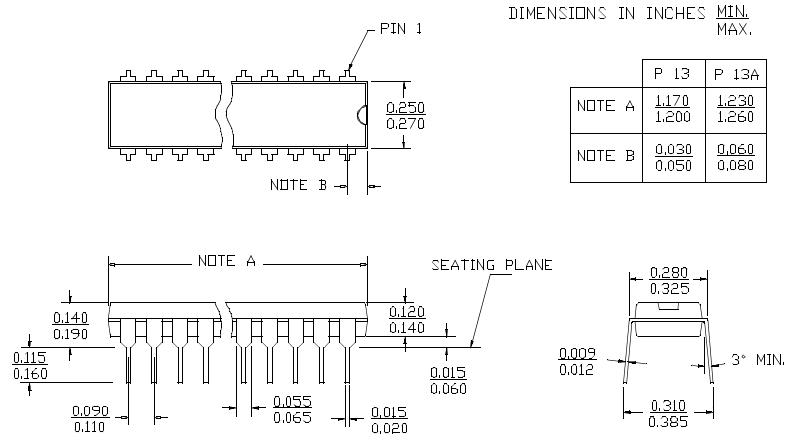 DIMENSIONS IN INCHES MIN.
MAX.
PIN 1
P 13 P 13A
NOTE A 1.170 1.230
1.200 1.260
NOTE B 0.030 0.060
0.050 0.080
0.250
0.270
NOTE B
NOTE A
SEATING PLANE
0.280
0.325
0.140
0.190
0.120
0.140
0.115
0.160
0.015
0.060
0.009
0.012
3° MIN.
0.090
0.110
0.055
0.065
0.015
0.020
0.310
0.385